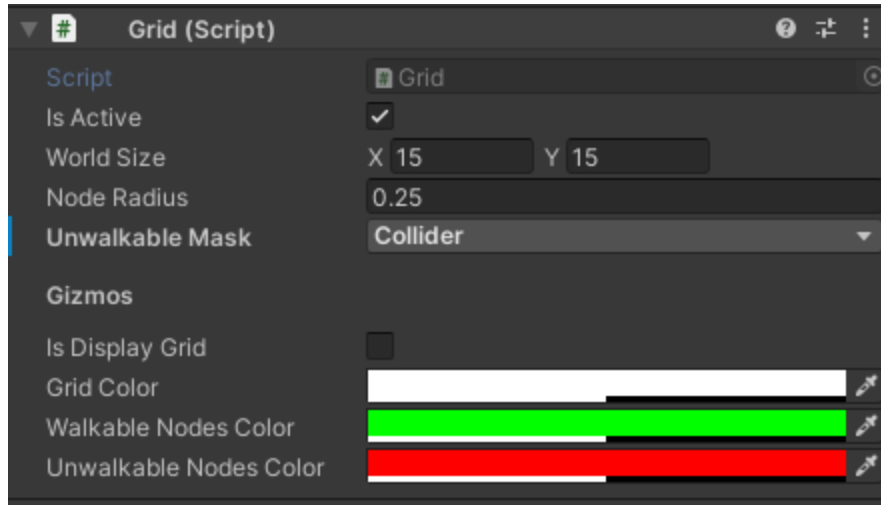 # Grid (Script)
Script # Grid
Is Active
World Size X 15 Y 15
Node Radius 0.25
Unwalkable Mask Collider
Gizmos
Is Display Grid
Grid Color
Walkable Nodes Color
Unwalkable Nodes Color